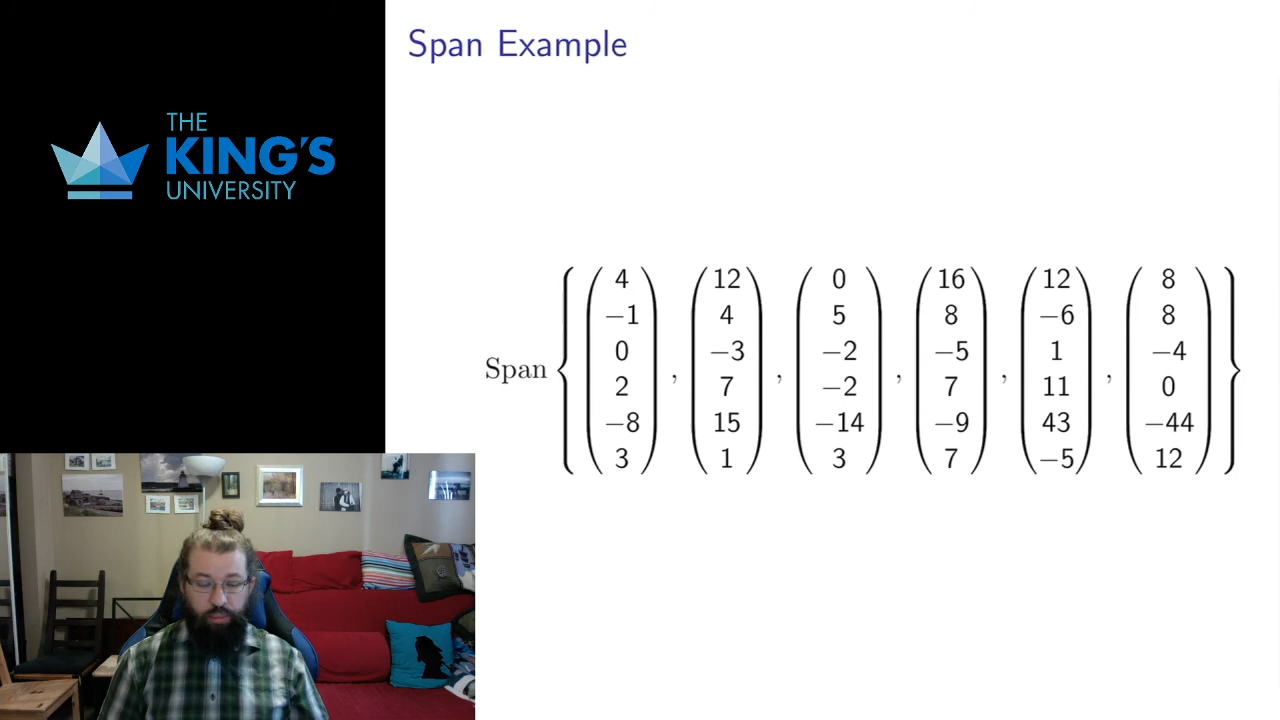 THE
KING'S
UNIVERSITY
Span Example
Span { ( 4 −1 0 2 −8 3 ) , ( 12 4 −3 7 15 1 ) , ( 0 5 −2 −2 −14 3 ) , ( 16 8 −5 7 −9 7 ) , ( 12 −6 1 11 43 −5 ) , ( 8 8 −4 0 −44 12 ) }